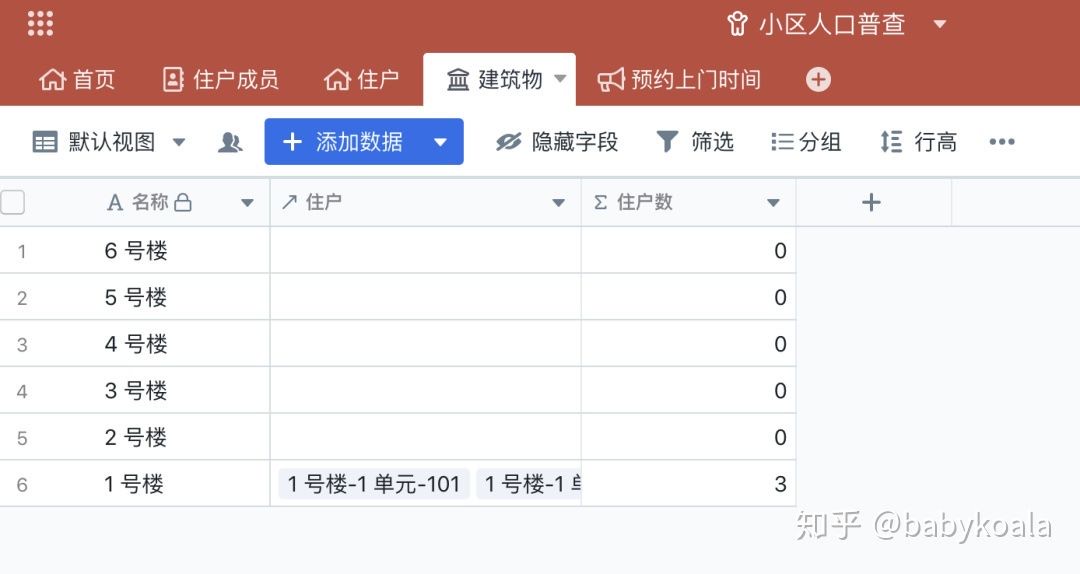 小区人口普查
首页 住户成员 住户 建筑物 预约上门时间
默认视图 添加数据 隐藏字段 筛选 分组 行高
A 名称 住户 Σ 住户数
1 6 号楼 0
2 5 号楼 0
3 4 号楼 0
4 3 号楼 0
5 2 号楼 0
6 1 号楼 1 号楼-1 单元-101 1 号楼-1 3
知乎 @babykoala